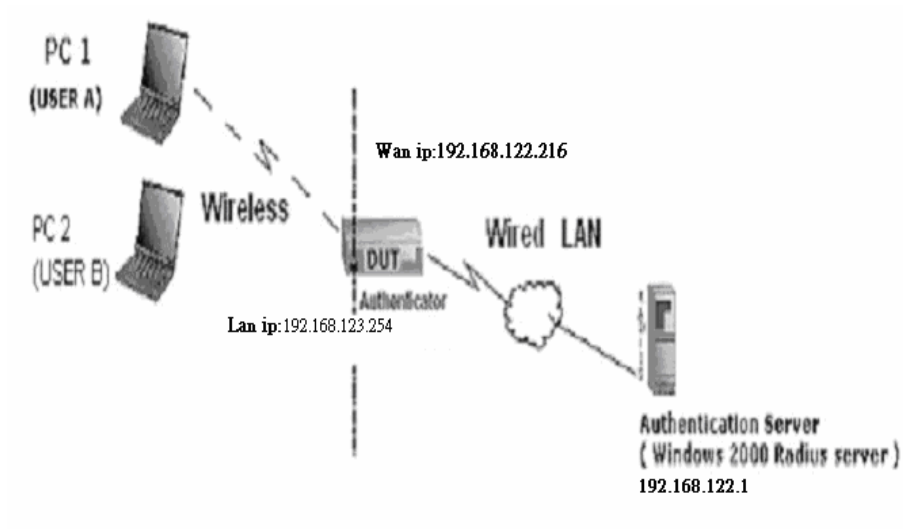 PC 1
(USER A)
Wan ip:192.168.122.216
Wireless
PC 2
(USER B)
Wired LAN
DUT
Authenticator
Lan ip:192.168.123.254
Authentication Server
( Windows 2000 Radius server )
192.168.122.1